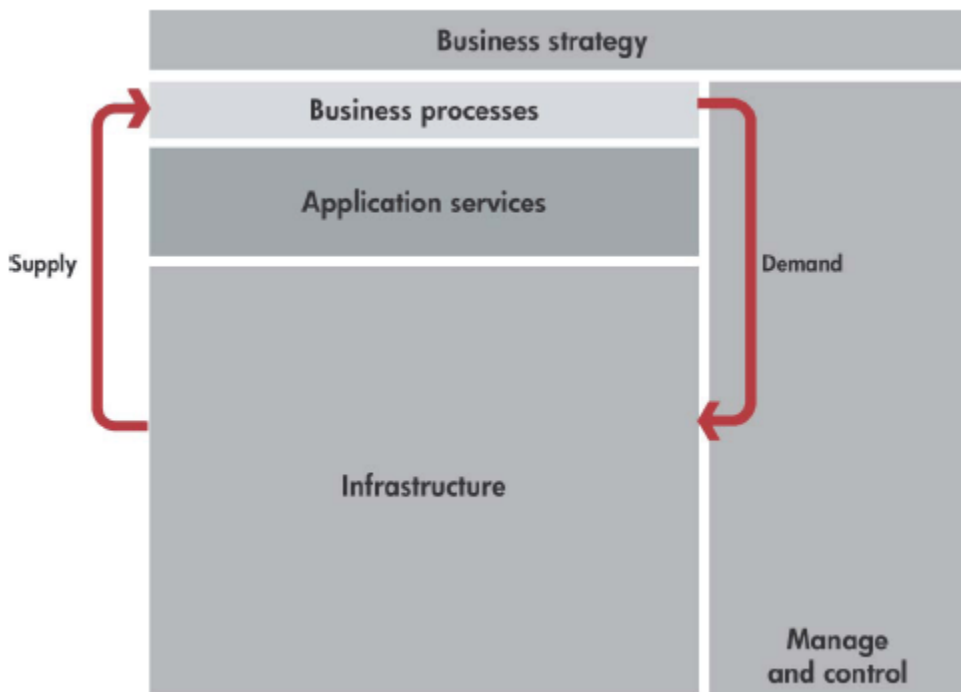 Business strategy
Business processes
Application services
Supply
Demand
Infrastructure
Manage
and control